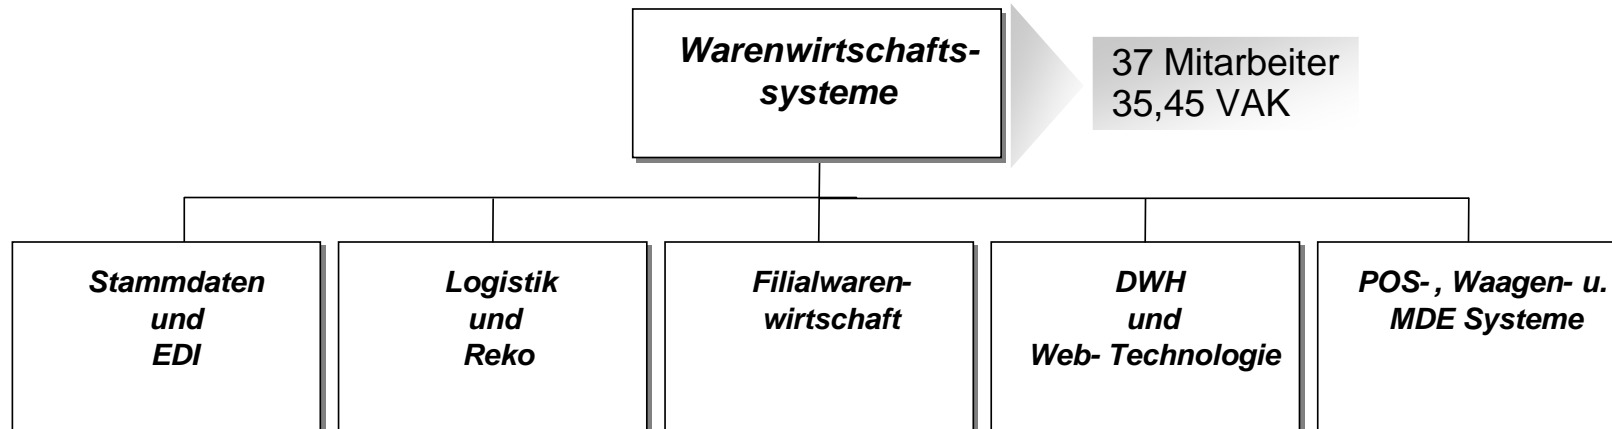 Warenwirtschafts-
systeme
37 Mitarbeiter
35,45 VAK
Stammdaten
und
EDI
Logistik
und
Reko
Filialwaren-
wirtschaft
DWH
und
Web- Technologie
POS- , Waagen- u.
MDE Systeme